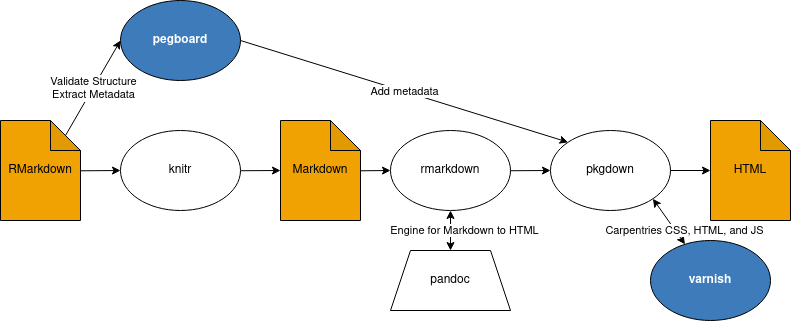 pegboard
Validate Structure
Extract Metadata
Add metadata
RMarkdown
knitr
Markdown
rmarkdown
pkgdown
HTML
Engine for Markdown to HTML
Carpentries CSS, HTML, and JS
pandoc
varnish